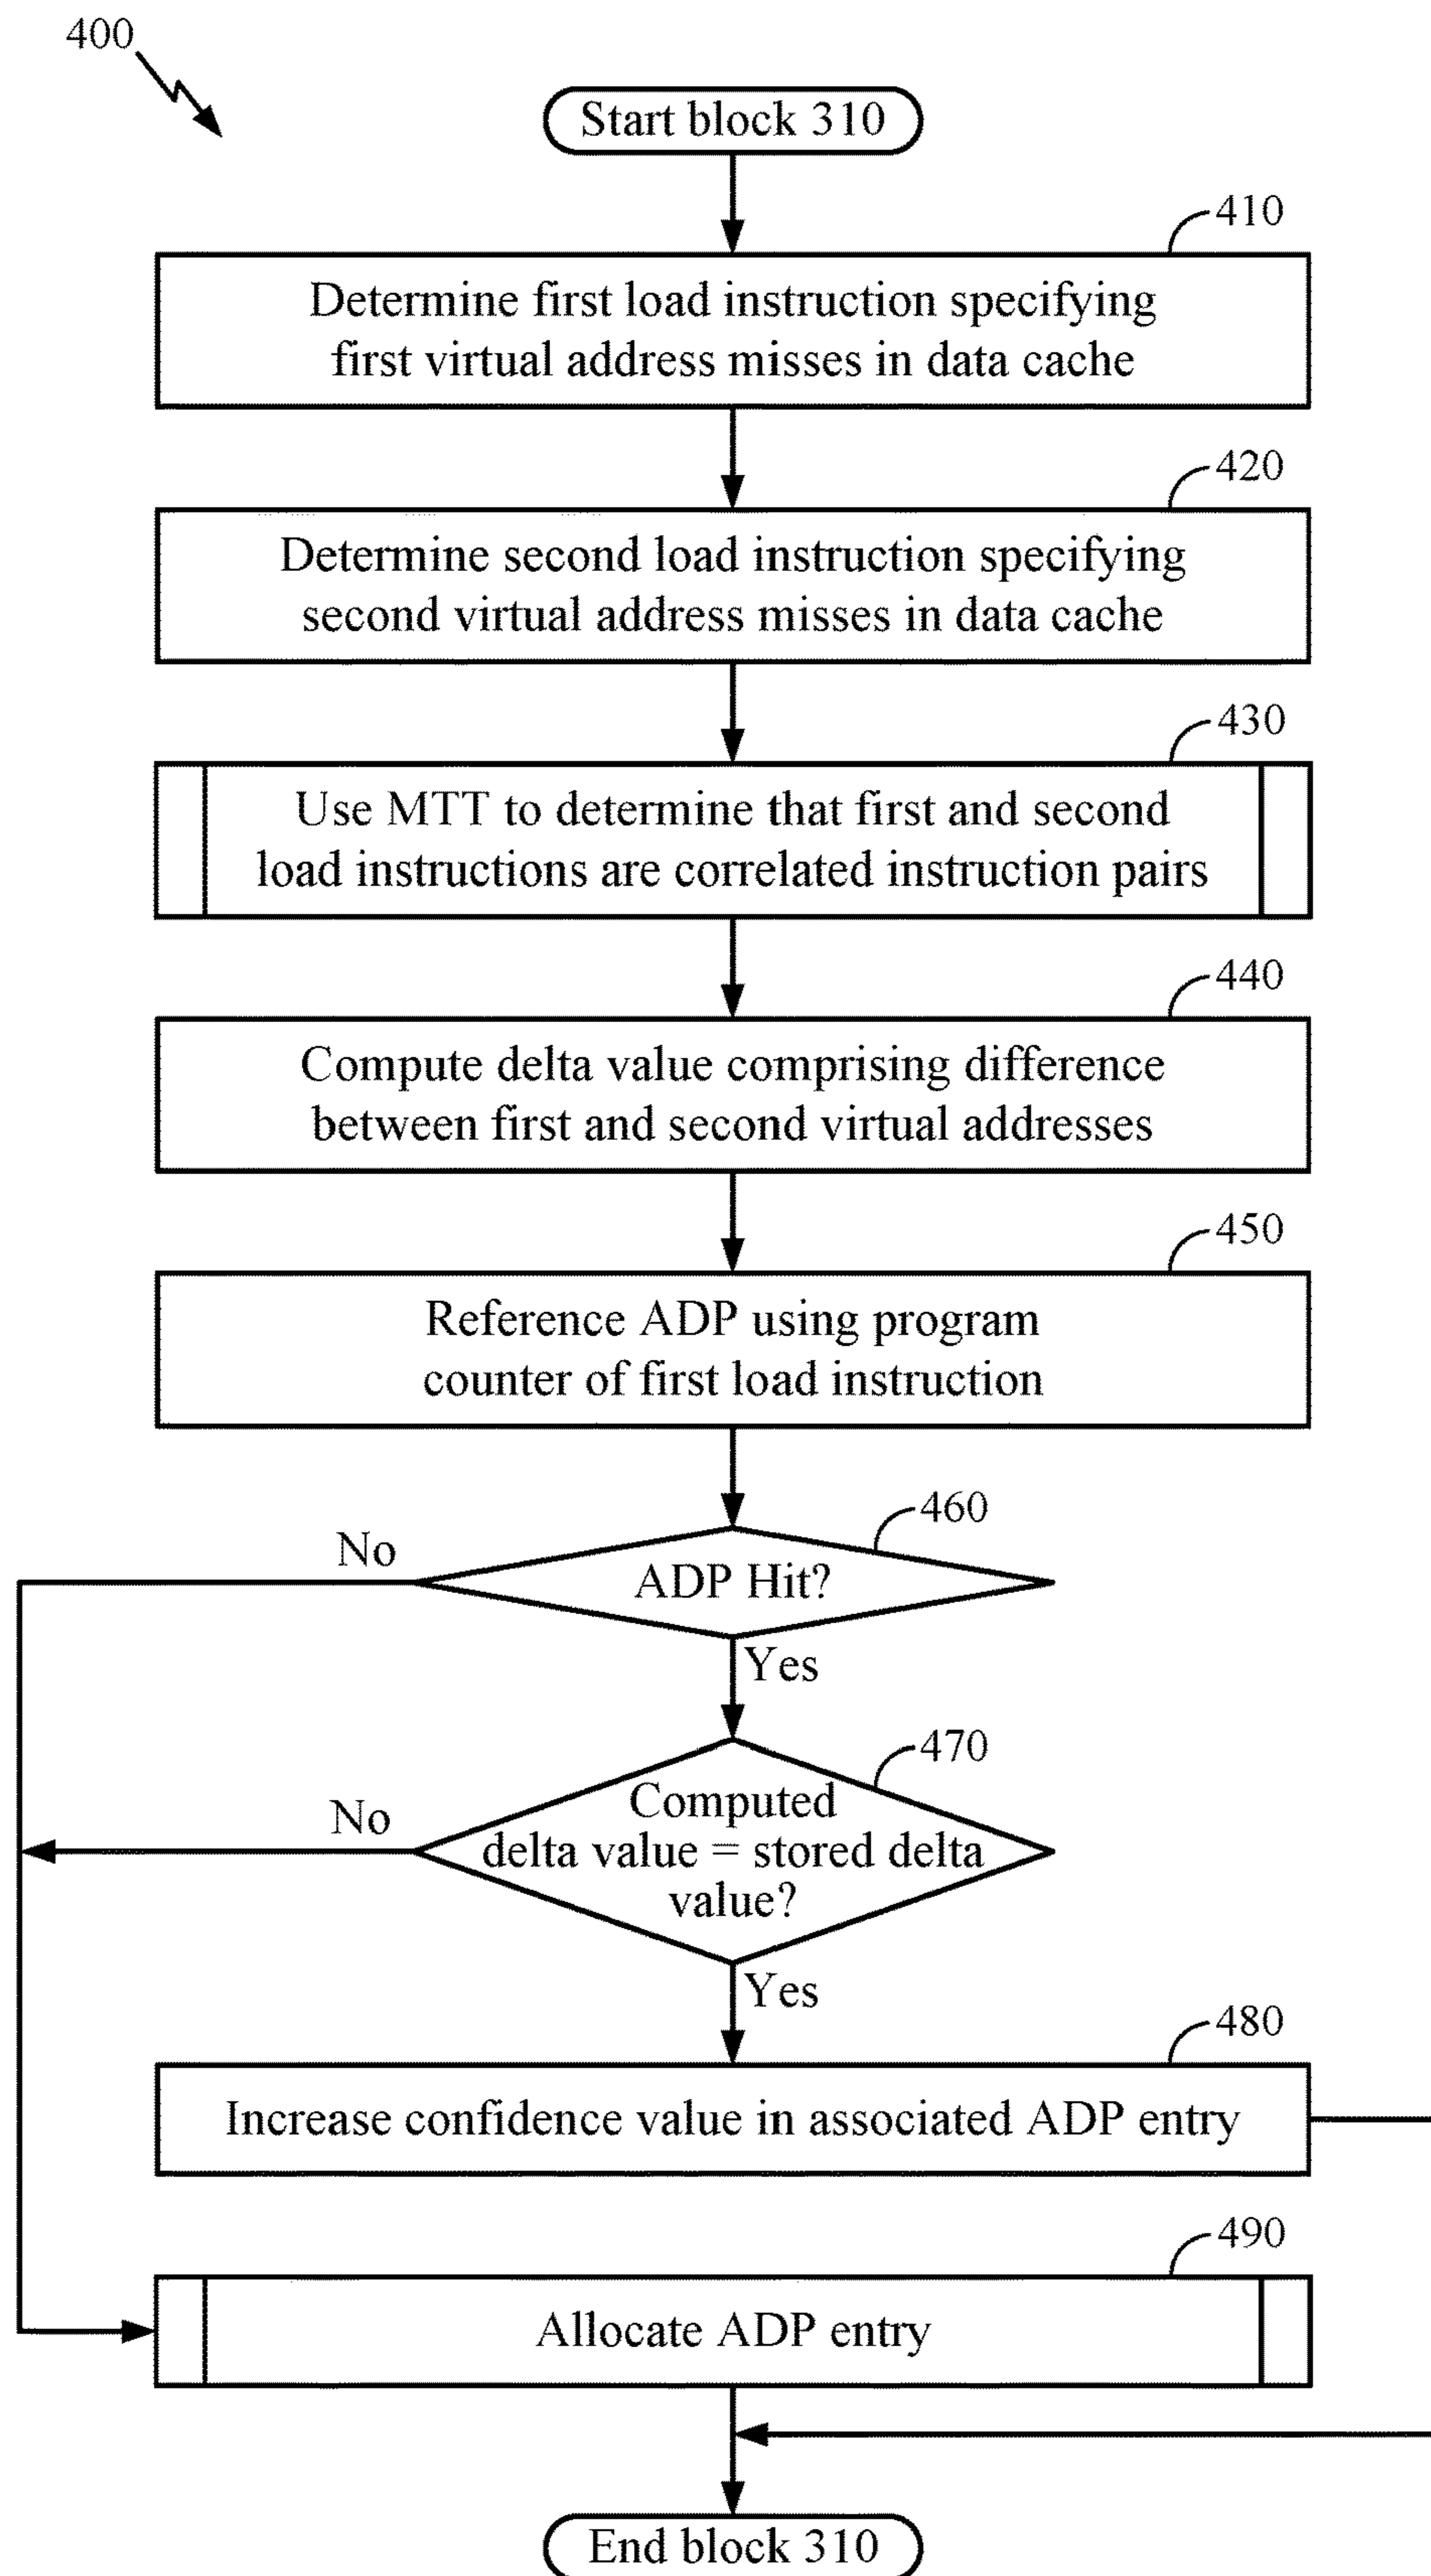 400
Start block 310
410
Determine first load instruction specifying
first virtual address misses in data cache
420
Determine second load instruction specifying
second virtual address misses in data cache
430
Use MTT to determine that first and second
load instructions are correlated instruction pairs
440
Compute delta value comprising difference
between first and second virtual addresses
450
Reference ADP using program
counter of first load instruction
460
No
ADP Hit?
Yes
470
No
Computed
delta value = stored delta
value?
Yes
480
Increase confidence value in associated ADP entry
490
Allocate ADP entry
End block 310